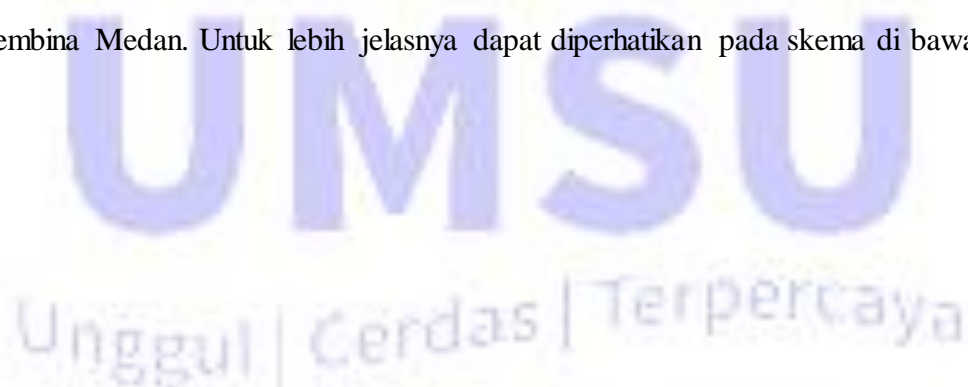 embina Medan. Untuk lebih jelasnya dapat diperhatikan pada skema di bawa
UMSU
Unggul | Cerdas | Terpercaya